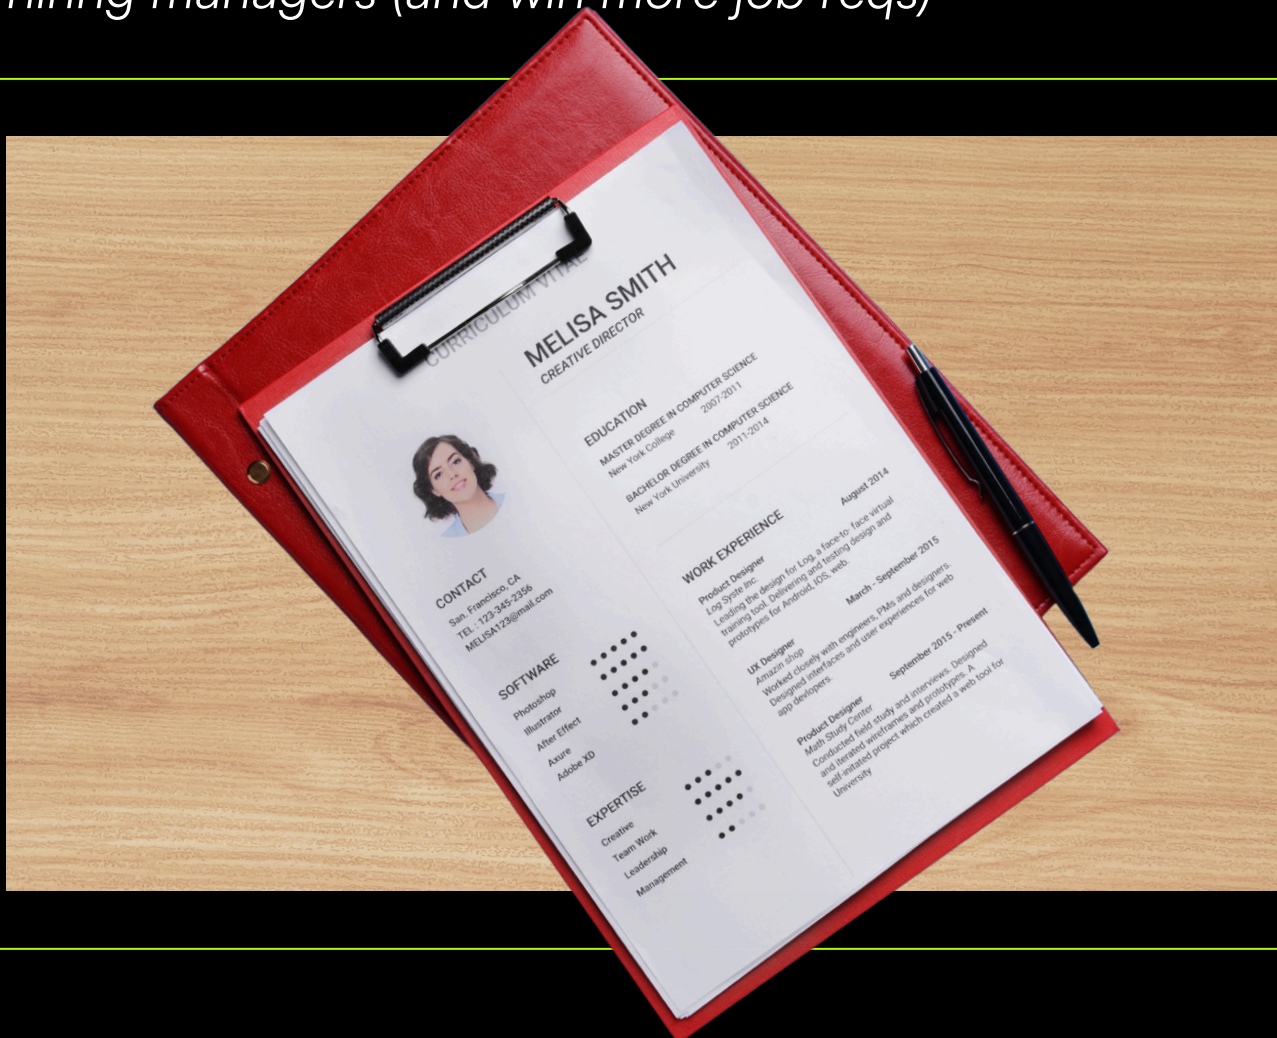 hiring managers (and win more job reqs)
CURRICULUM VITAE
MELISA SMITH
CREATIVE DIRECTOR
CONTACT
San. Francisco, CA
TEL : 123-345-2356
MELISA123@mail.com
SOFTWARE
Photoshop
Illustrator
After Effect
Axure
Adobe XD
EXPERTISE
Creative
Team Work
Leadership
Management
EDUCATION
MASTER DEGREE IN COMPUTER SCIENCE
New York College 2007-2011
BACHELOR DEGREE IN COMPUTER SCIENCE
New York University 2011-2014
WORK EXPERIENCE
August 2014
Product Designer
Log Syste Inc.
Leading the design for Log, a face-to- face virtual
training tool. Delivering and testing design and
prototypes for Android, iOS, web.
March - September 2015
UX Designer
Amazin shop
Worked closely with engineers, PMs and designers.
Designed interfaces and user experiences for web
app devlopers.
September 2015 - Present
Product Designer
Math Study Center
Conducted field study and interviews. Designed
and iterated wireframes and prototypes. A
self-initated project which created a web tool for
University